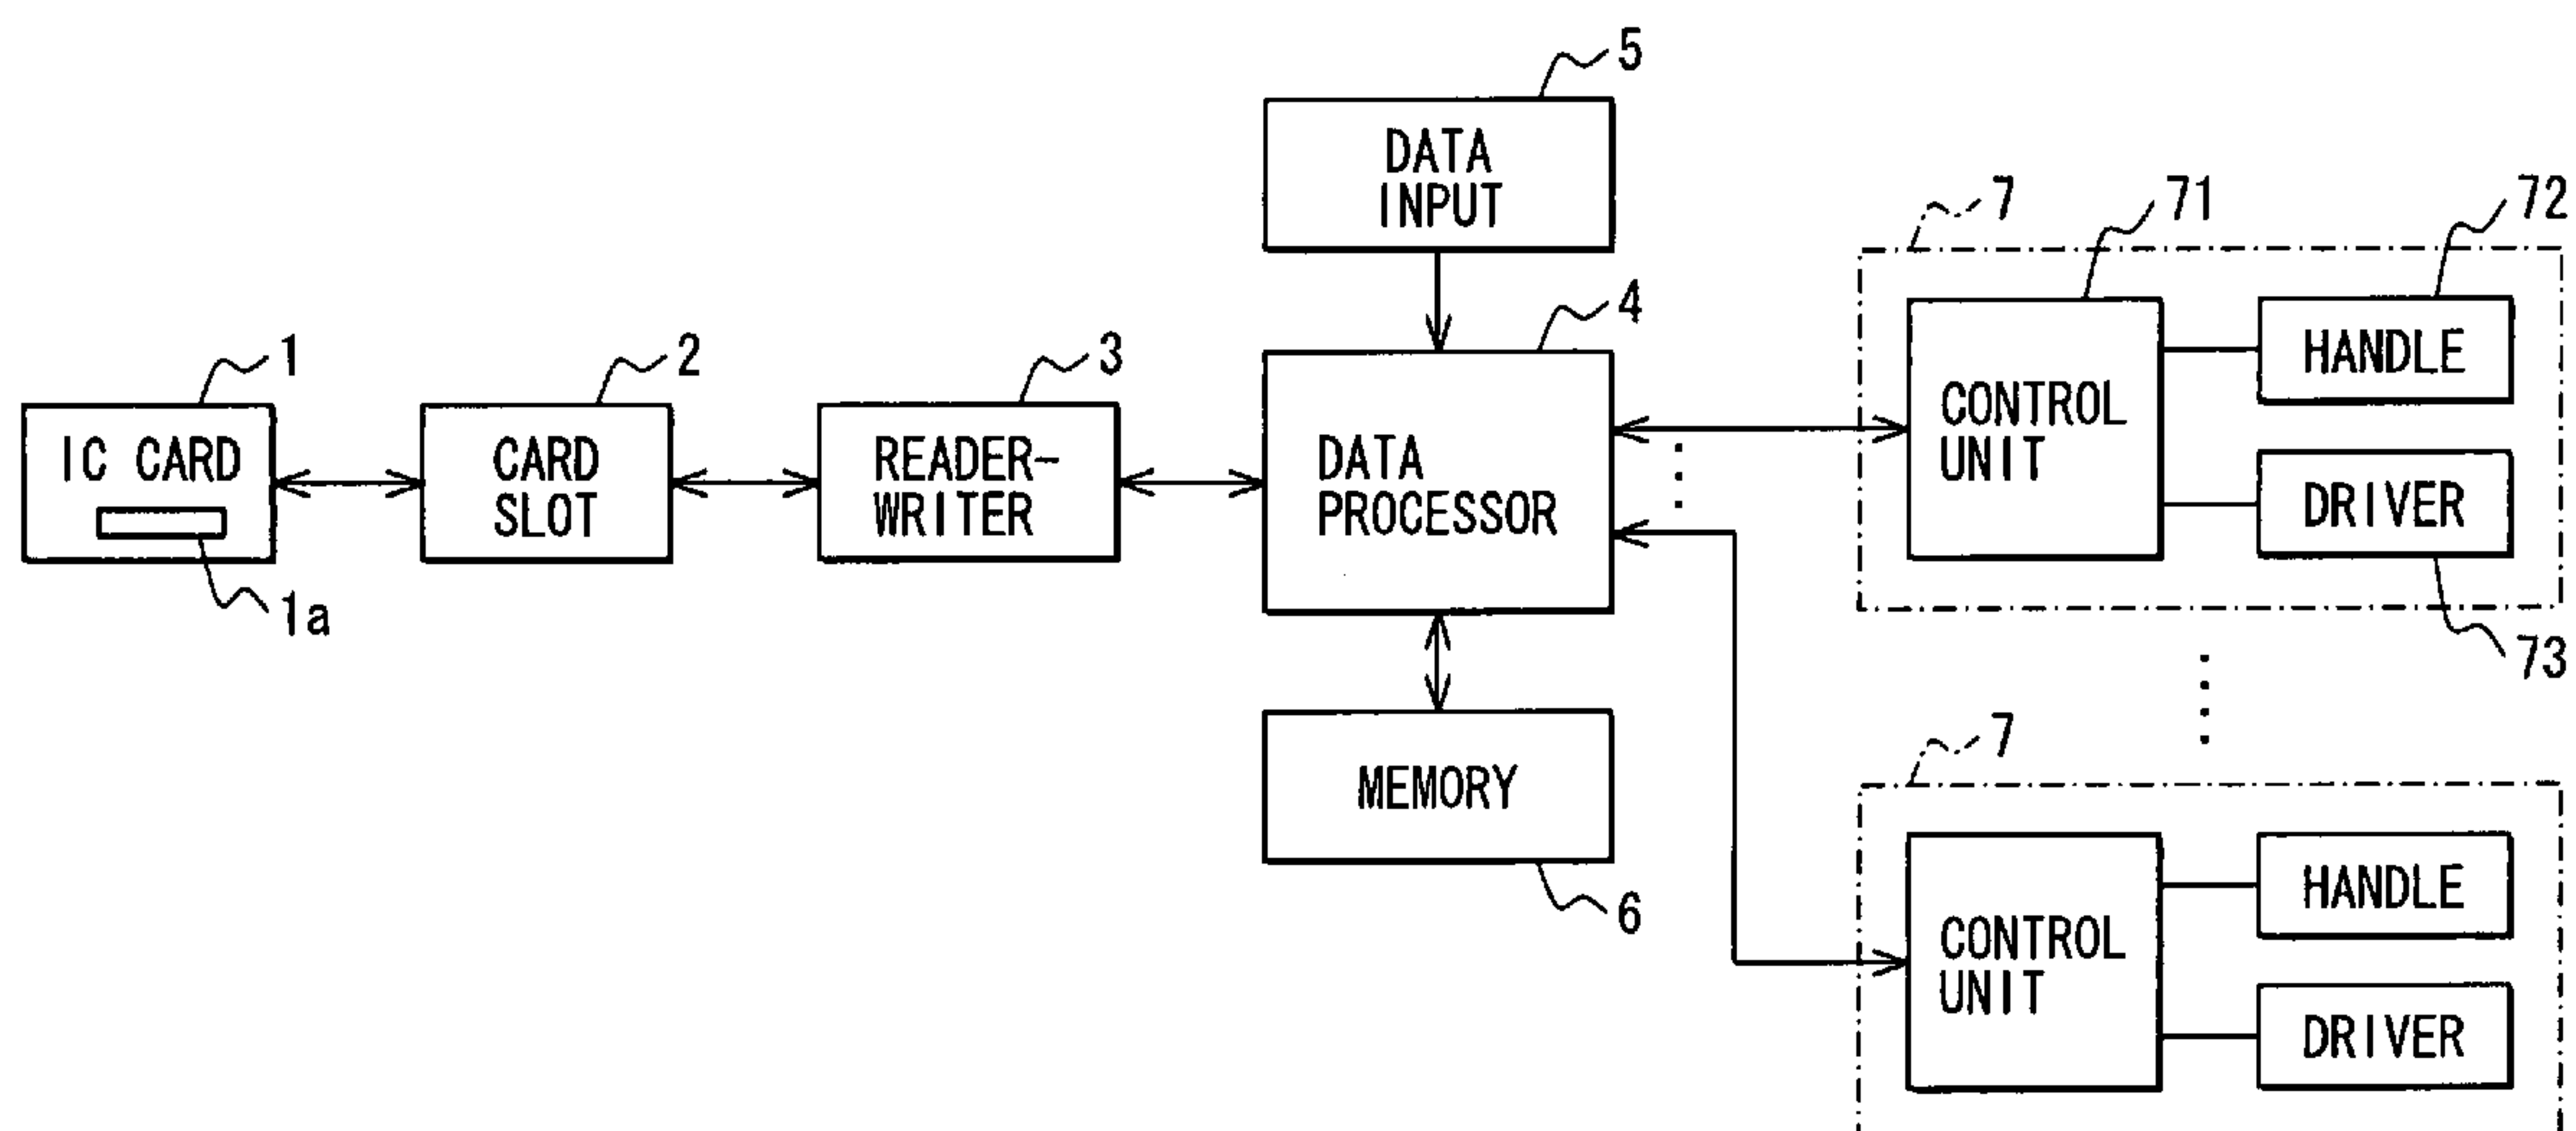 5
DATA
INPUT
7
71
72
4
1
2
3
IC CARD
1a
CARD
SLOT
READER-
WRITER
DATA
PROCESSOR
CONTROL
UNIT
HANDLE
DRIVER
73
MEMORY
6
7
CONTROL
UNIT
HANDLE
DRIVER